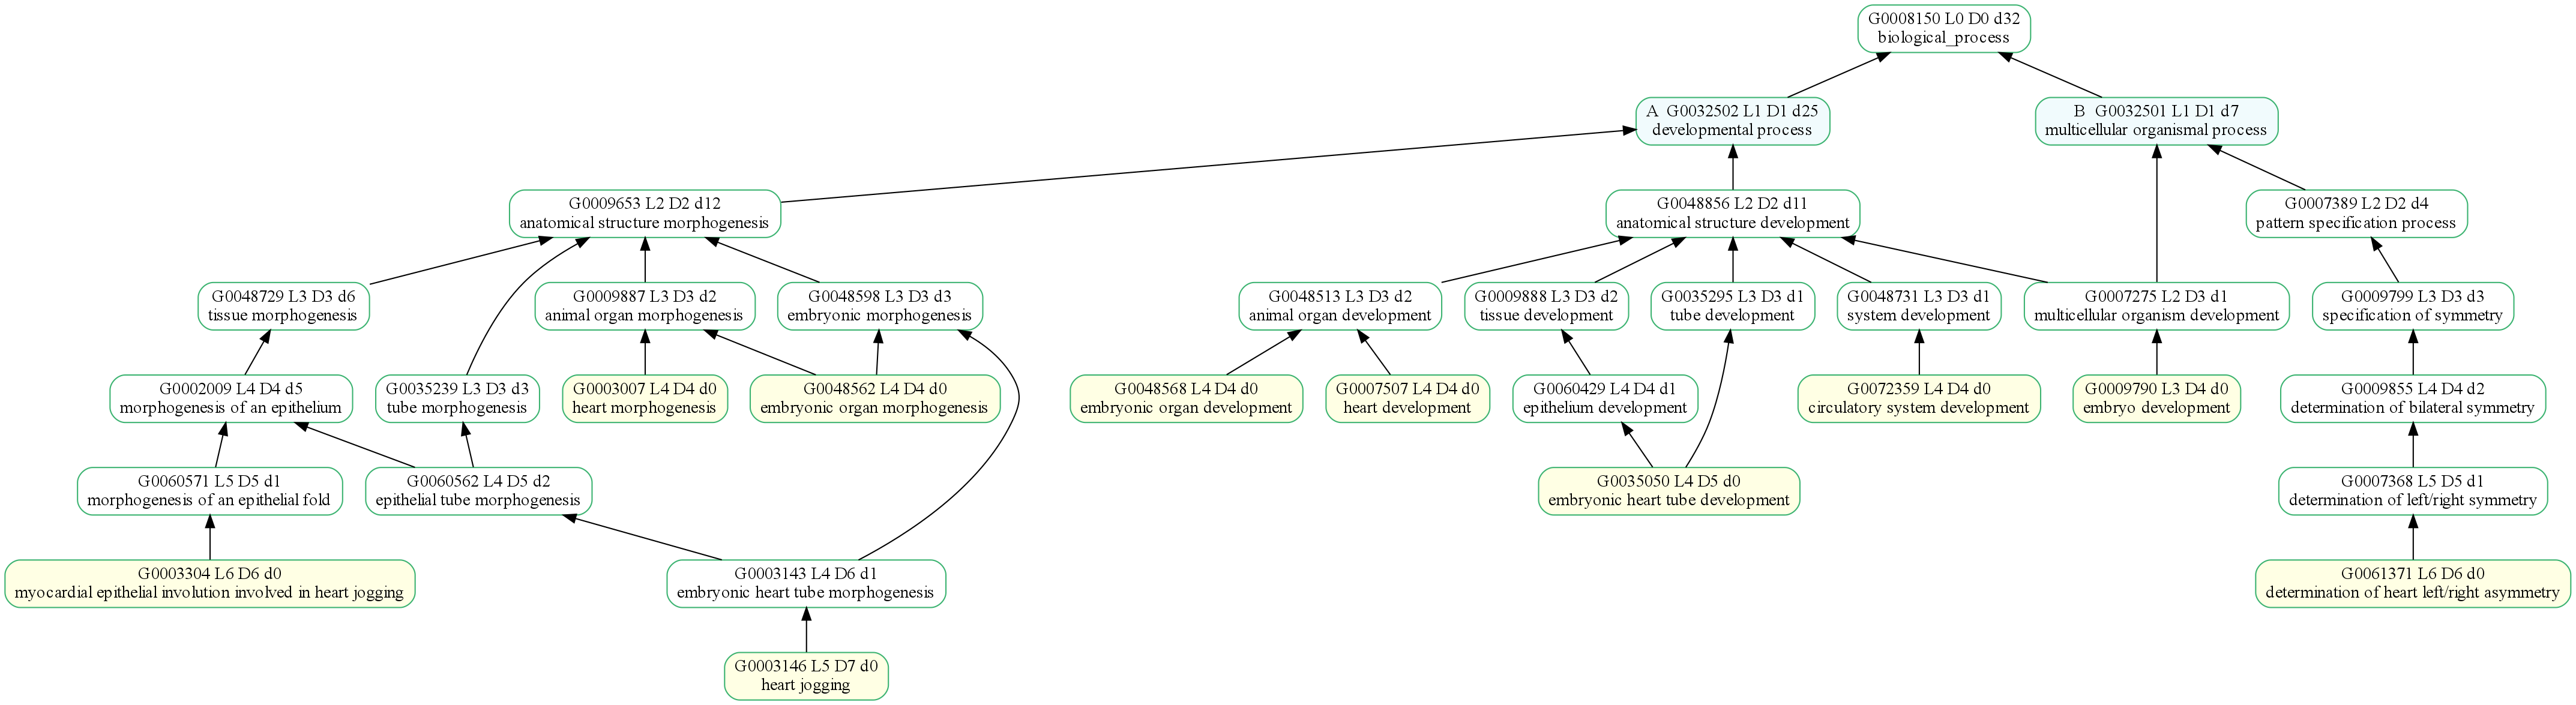 G0008150 L0 D0 d32
biological_process
A  G0032502 L1 D1 d25
developmental process
B  G0032501 L1 D1 d7
multicellular organismal process
G0009653 L2 D2 d12
anatomical structure morphogenesis
G0048856 L2 D2 d11
anatomical structure development
G0007389 L2 D2 d4
pattern specification process
G0048729 L3 D3 d6
tissue morphogenesis
G0009887 L3 D3 d2
animal organ morphogenesis
G0048598 L3 D3 d3
embryonic morphogenesis
G0048513 L3 D3 d2
animal organ development
G0009888 L3 D3 d2
tissue development
G0035295 L3 D3 d1
tube development
G0048731 L3 D3 d1
system development
G0007275 L2 D3 d1
multicellular organism development
G0009799 L3 D3 d3
specification of symmetry
G0002009 L4 D4 d5
morphogenesis of an epithelium
G0035239 L3 D3 d3
tube morphogenesis
G0003007 L4 D4 d0
heart morphogenesis
G0048562 L4 D4 d0
embryonic organ morphogenesis
G0048568 L4 D4 d0
embryonic organ development
G0007507 L4 D4 d0
heart development
G0060429 L4 D4 d1
epithelium development
G0072359 L4 D4 d0
circulatory system development
G0009790 L3 D4 d0
embryo development
G0009855 L4 D4 d2
determination of bilateral symmetry
G0060571 L5 D5 d1
morphogenesis of an epithelial fold
G0060562 L4 D5 d2
epithelial tube morphogenesis
G0035050 L4 D5 d0
embryonic heart tube development
G0007368 L5 D5 d1
determination of left/right symmetry
G0003304 L6 D6 d0
myocardial epithelial involution involved in heart jogging
G0003143 L4 D6 d1
embryonic heart tube morphogenesis
G0061371 L6 D6 d0
determination of heart left/right asymmetry
G0003146 L5 D7 d0
heart jogging